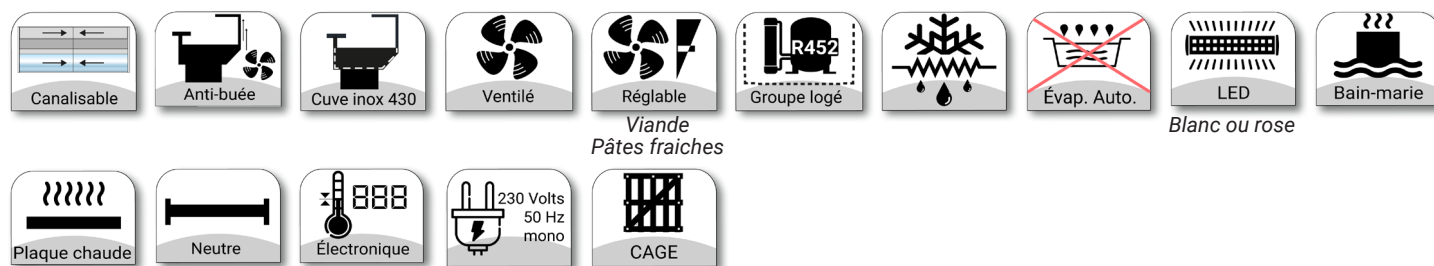 Canalisable
Anti-buée
Cuve inox 430
Ventilé
Réglable
Viande
Pâtes fraiches
R452
Groupe logé
Évap. Auto.
LED
Blanc ou rose
Bain-marie
Plaque chaude
Neutre
888
Électronique
230 Volts
50 Hz
mono
CAGE